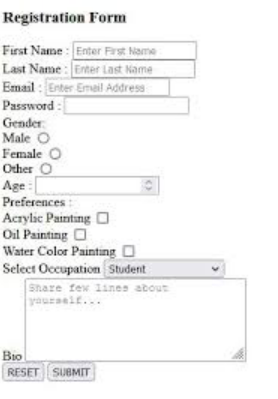 Registration Form
First Name : Enter First Name
Last Name : Enter Last Name
Email : Enter Email Address
Password :
Gender:
Male
Female
Other
Age :
Preferences :
Acrylic Painting
Oil Painting
Water Color Painting
Select Occupation Student
Share few lines about
yourself...
Bio
RESET SUBMIT